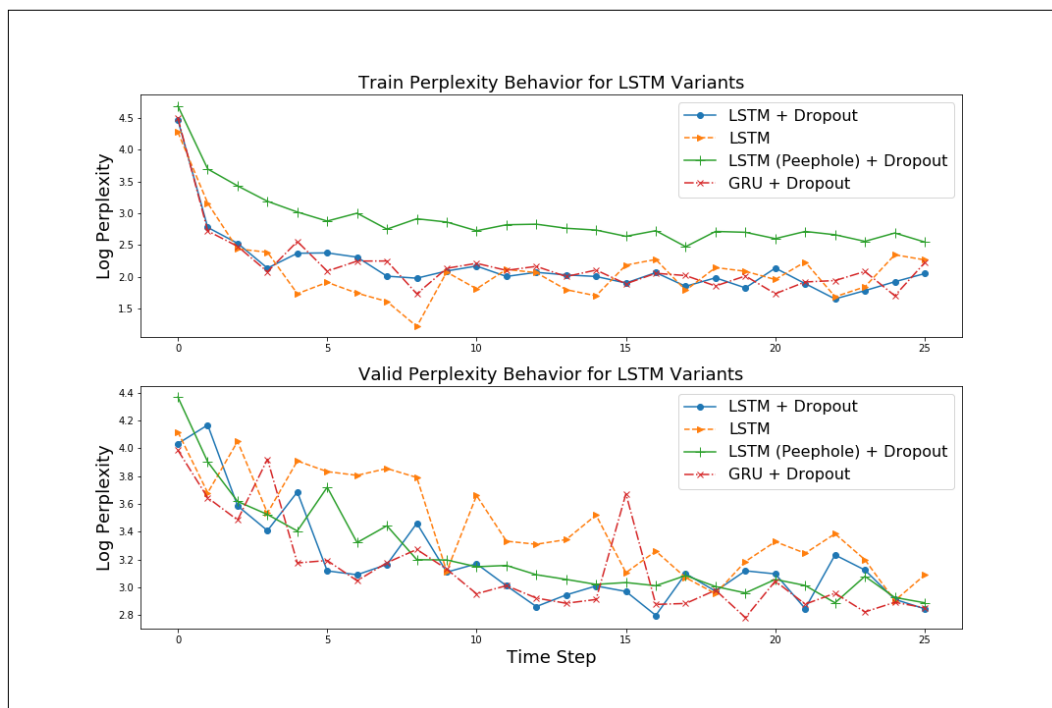 Train Perplexity Behavior for LSTM Variants
Log Perplexity
4.5
4.0
3.5
3.0
2.5
2.0
1.5
LSTM + Dropout
LSTM
LSTM (Peephole) + Dropout
GRU + Dropout
0 5 10 15 20 25
Valid Perplexity Behavior for LSTM Variants
Log Perplexity
4.4
4.2
4.0
3.8
3.6
3.4
3.2
3.0
2.8
LSTM + Dropout
LSTM
LSTM (Peephole) + Dropout
GRU + Dropout
0 5 10 15 20 25
Time Step